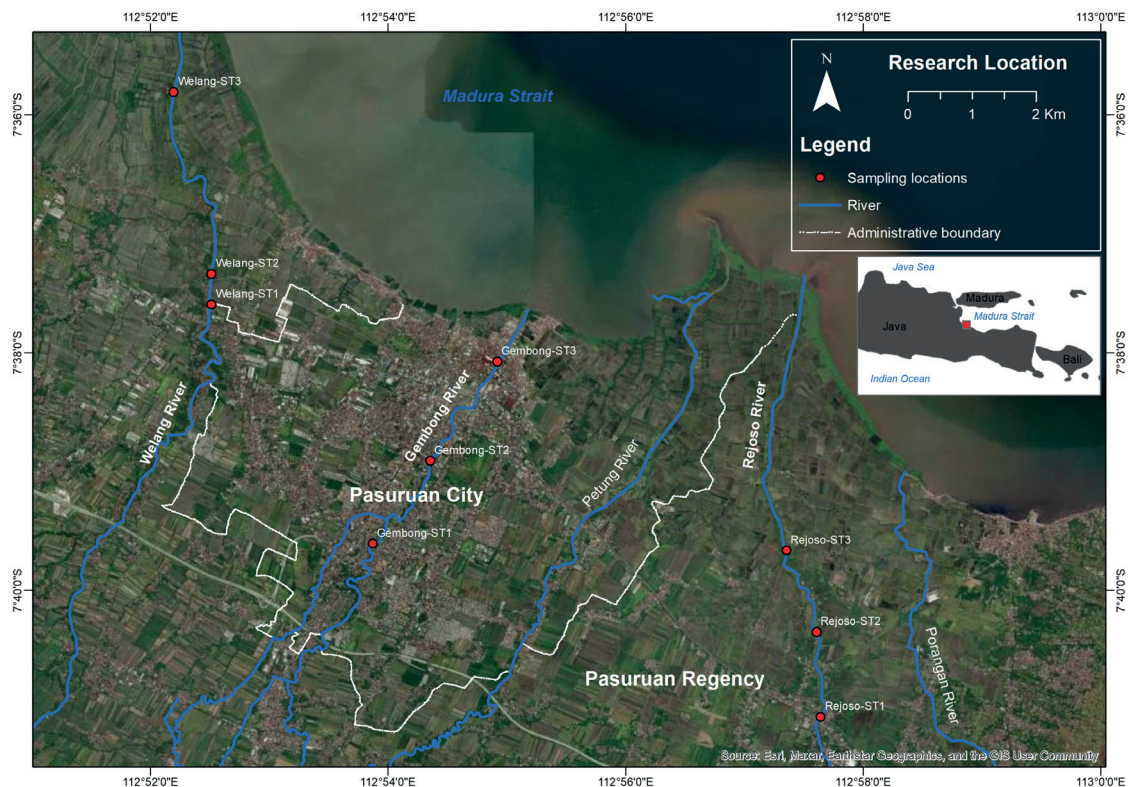 112°52'0"E
112°54'0"E
112°56'0"E
112°58'0"E
113°0'0"E
7°36'0"S
7°38'0"S
7°40'0"S
7°36'0"S
7°38'0"S
7°40'0"S
Welang-ST3
Madura Strait
N
Research Location
0 1 2 Km
Legend
Sampling locations
River
Administrative boundary
Welang-ST2
Welang-ST1
Java Sea
Madura
Madura Strait
Java
Bali
Indian Ocean
Gembong-ST3
Welang River
Gembong River
Rejoso River
Gembong-ST2
Petung River
Pasuruan City
Gembong-ST1
Rejoso-ST3
Rejoso-ST2
Pasuruan Regency
Porangan River
Rejoso-ST1
Source: Esri, Maxar, Earthstar Geographics, and the GIS User Community
112°52'0"E
112°54'0"E
112°56'0"E
112°58'0"E
113°0'0"E